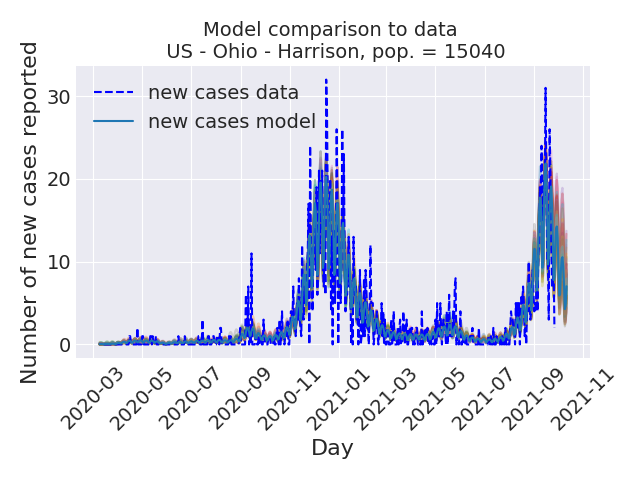 Model comparison to data
US - Ohio - Harrison, pop. = 15040
Number of new cases reported
30
20
10
0
new cases data
new cases model
2020-03
2020-05
2020-07
2020-09
2020-11
2021-01
2021-03
2021-05
2021-07
2021-09
2021-11
Day